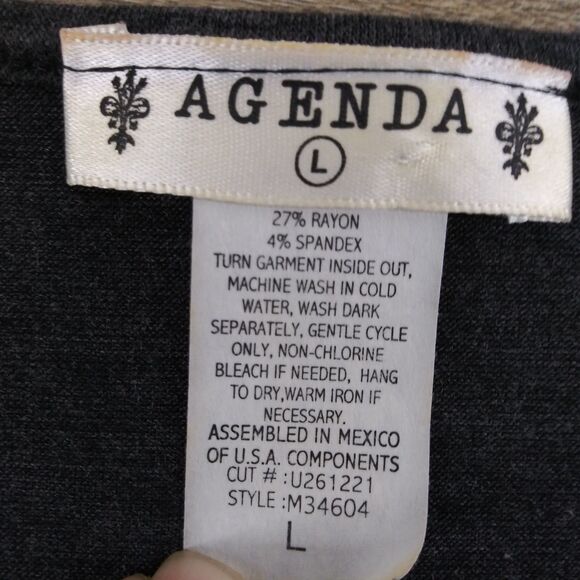 AGENDA
L
27% RAYON
4% SPANDEX
TURN GARMENT INSIDE OUT,
MACHINE WASH IN COLD
WATER, WASH DARK
SEPARATELY, GENTLE CYCLE
ONLY, NON-CHLORINE
BLEACH IF NEEDED, HANG
TO DRY,WARM IRON IF
NECESSARY.
ASSEMBLED IN MEXICO
OF U.S.A. COMPONENTS
CUT # :U261221
STYLE :M34604
L